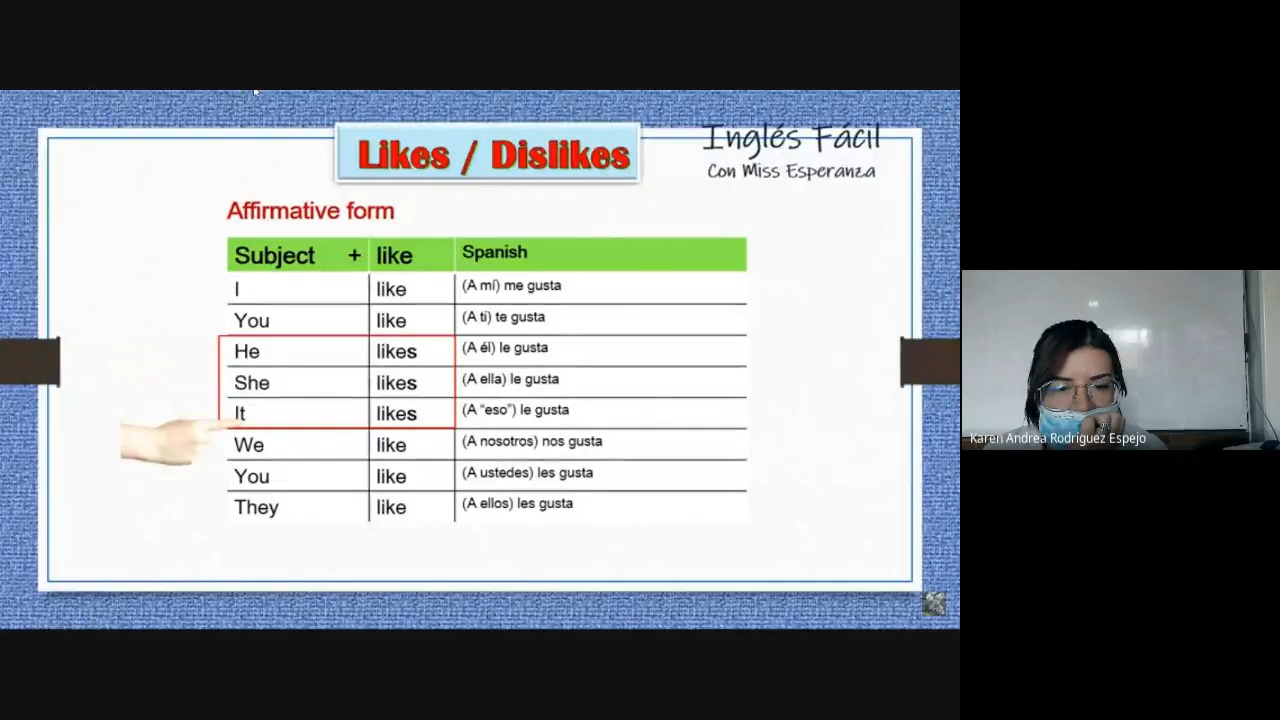 Likes / Dislikes
Inglés Fácil
Con Miss Esperanza
Affirmative form
Subject + like Spanish
I like (A mí) me gusta
You like (A ti) te gusta
He likes (A él) le gusta
She likes (A ella) le gusta
It likes (A “eso”) le gusta
We like (A nosotros) nos gusta
You like (A ustedes) les gusta
They like (A ellos) les gusta
Karen Andrea Rodríguez Espejo